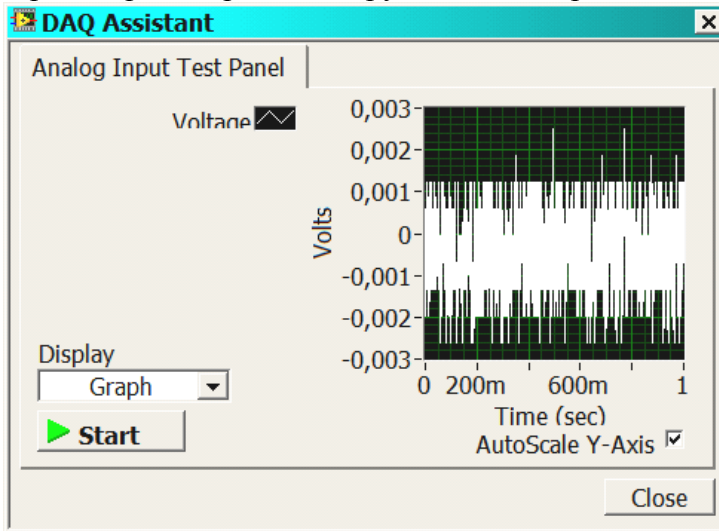 DAQ Assistant
Analog Input Test Panel
Voltage
0,003
0,002
0,001
0
-0,001
-0,002
-0,003
Volts
0 200m 600m 1
Time (sec)
AutoScale Y-Axis
Display
Graph
Start
Close